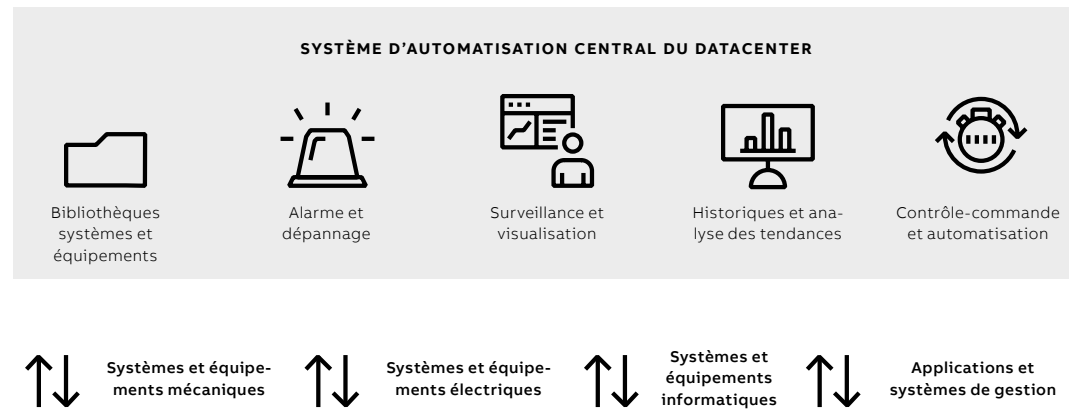 SYSTÈME D’AUTOMATISATION CENTRAL DU DATACENTER
Bibliothèques
systèmes et
équipements
Alarme et
dépannage
Surveillance et
visualisation
Historiques et ana-
lyse des tendances
Contrôle-commande
et automatisation
Systèmes et équipe-
ments mécaniques
Systèmes et équipe-
ments électriques
Systèmes et
équipements
informatiques
Applications et
systèmes de gestion